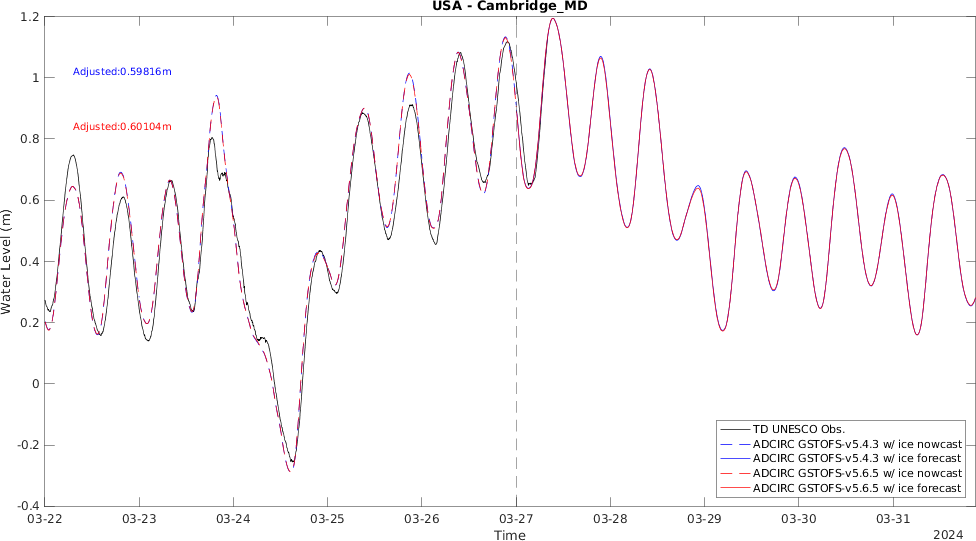 USA - Cambridge_MD
1.2
1
0.8
0.6
0.4
0.2
0
-0.2
-0.4
Water Level (m)
Adjusted:0.59816m
Adjusted:0.60104m
TD UNESCO Obs.
ADCIRC GSTOFS-v5.4.3 w/ ice nowcast
ADCIRC GSTOFS-v5.4.3 w/ ice forecast
ADCIRC GSTOFS-v5.6.5 w/ ice nowcast
ADCIRC GSTOFS-v5.6.5 w/ ice forecast
03-22 03-23 03-24 03-25 03-26 03-27 03-28 03-29 03-30 03-31
Time
2024